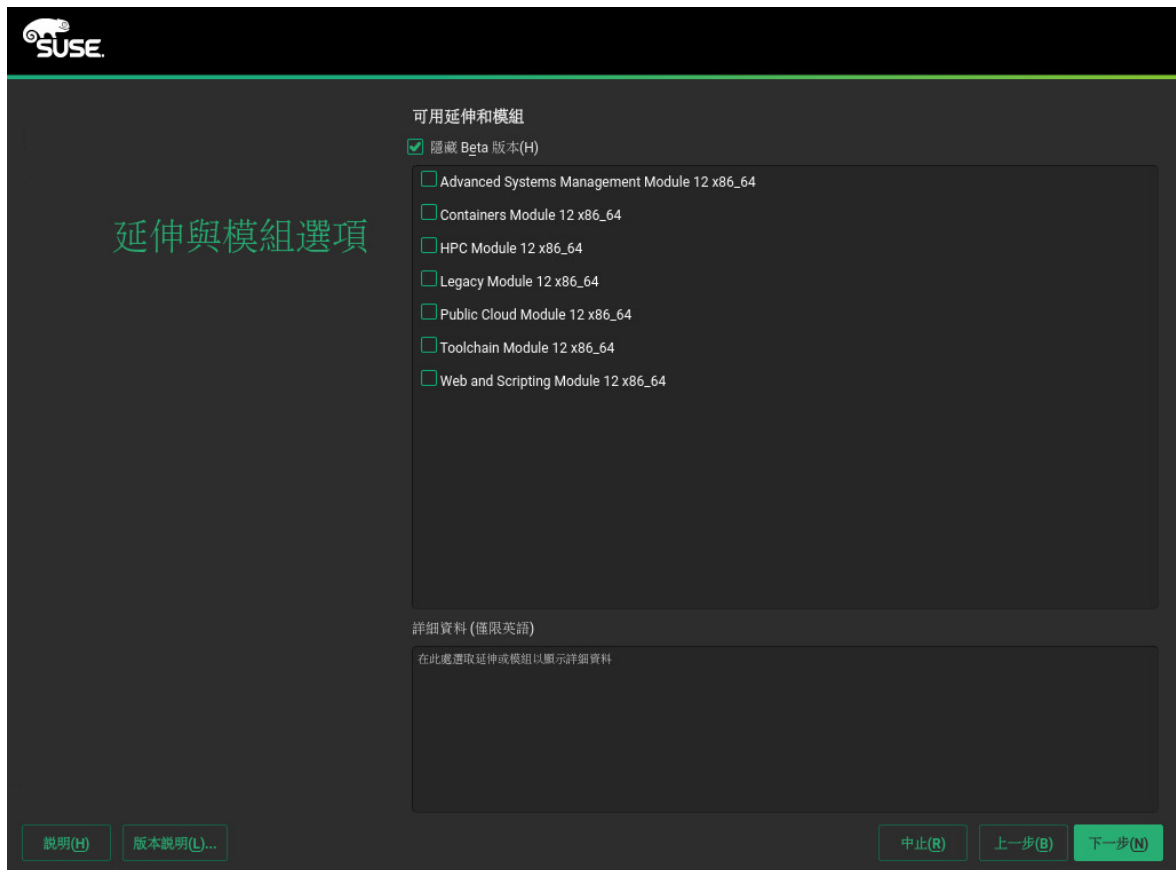 SUSE.
延伸與模組選項
可用延伸和模組
隱藏 Beta 版本(H)
Advanced Systems Management Module 12 x86_64
Containers Module 12 x86_64
HPC Module 12 x86_64
Legacy Module 12 x86_64
Public Cloud Module 12 x86_64
Toolchain Module 12 x86_64
Web and Scripting Module 12 x86_64
詳細資料 (僅限英語)
在此處選取延伸或模組以顯示詳細資料
説明(H) 版本説明(L)... 中止(R) 上一步(B) 下一步(N)